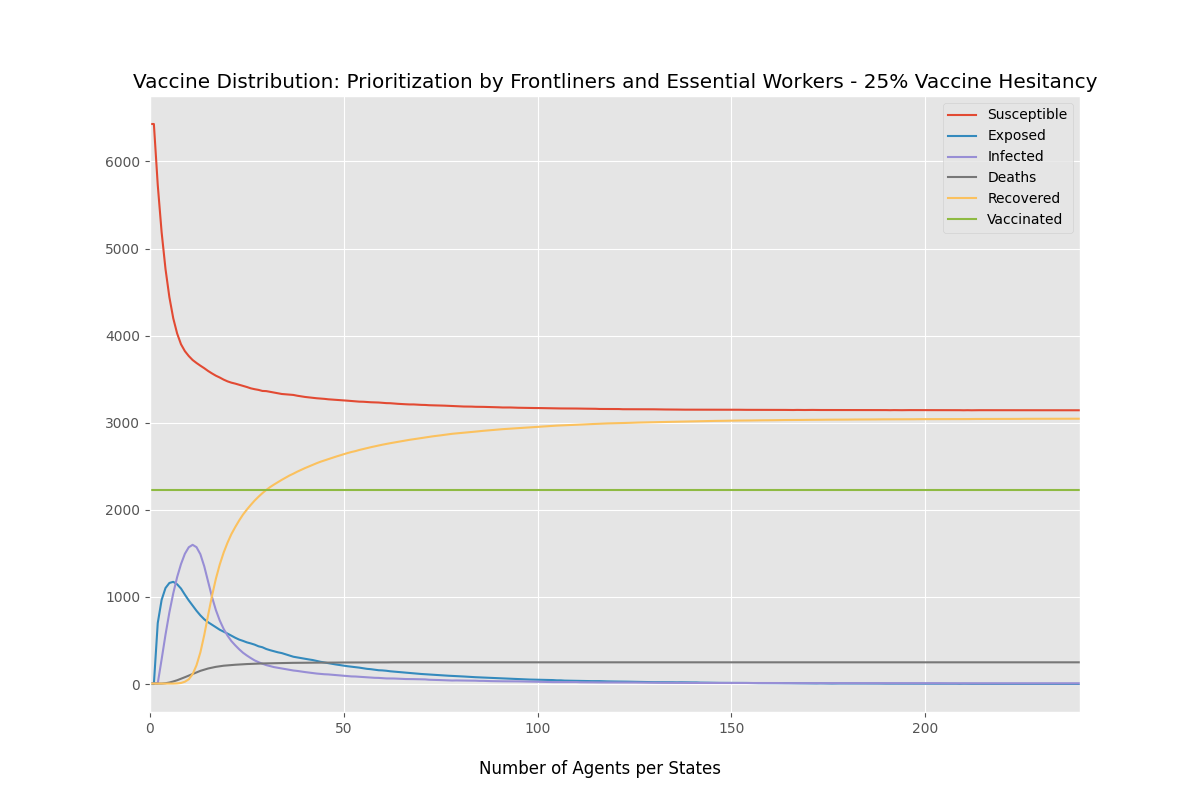 Vaccine Distribution: Prioritization by Frontliners and Essential Workers - 25% Vaccine Hesitancy
Susceptible
Exposed
Infected
Deaths
Recovered
Vaccinated
6000
5000
4000
3000
2000
1000
0
0 50 100 150 200
Number of Agents per States